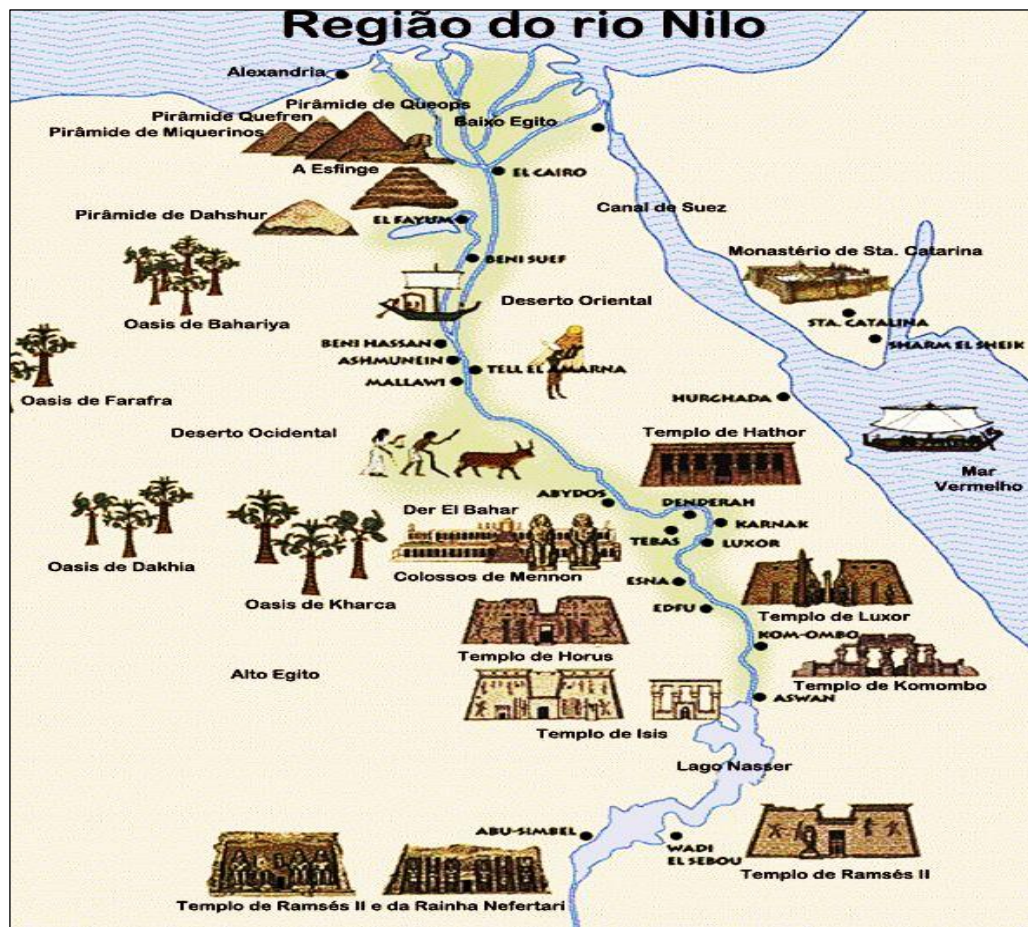 Região do rio Nilo
Alexandria
Pirâmide de Queops
Pirâmide Quefren
Baixo Egito
Pirâmide de Miquerinos
A Esfinge
EL CAIRO
Canal de Suez
Pirâmide de Dahshur
EL FAYUM
Monastério de Sta. Catarina
BENI SUEF
Deserto Oriental
Oasis de Bahariya
STA. CATALINA
BENI HASSAN
SHARM EL SHEIK
ASHMUNEIN
TELL EL AMARNA
MALLAWI
Oasis de Farafra
HURGHADA
Deserto Ocidental
Templo de Hathor
Mar
Vermelho
ABYDOS
DENDERAH
Der El Bahar
KARNAK
TEBAS
LUXOR
Oasis de Dakhia
Colossos de Mennon
ESNA
Oasis de Kharca
EDFU
Templo de Luxor
KOM-OMBO
Templo de Horus
Alto Egito
Templo de Komombo
ASWAN
Templo de Isis
Lago Nasser
ABU-SIMBEL
WADI
EL SEBOU
Templo de Ramsés II
Templo de Ramsés II e da Rainha Nefertari